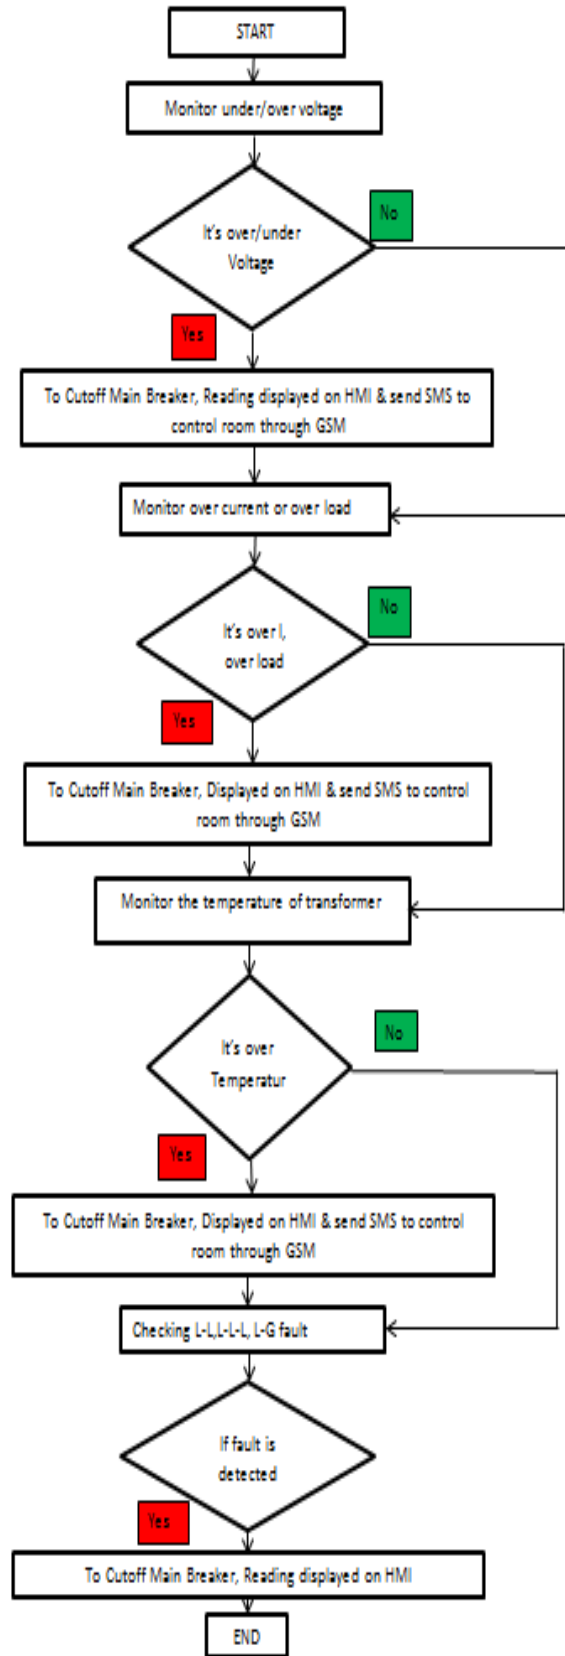 START
Monitor under/over voltage
No
It's over/under
Voltage
Yes
To Cutoff Main Breaker, Reading displayed on HMI & send SMS to
control room through GSM
Monitor over current or over load
No
It's over I,
over load
Yes
To Cutoff Main Breaker, Displayed on HMI & send SMS to control
room through GSM
Monitor the temperature of transformer
No
It's over
Temperatur
Yes
To Cutoff Main Breaker, Displayed on HMI & send SMS to control
room through GSM
Checking L-L,L-L-L, L-G fault
If fault is
detected
Yes
To Cutoff Main Breaker, Reading displayed on HMI
END